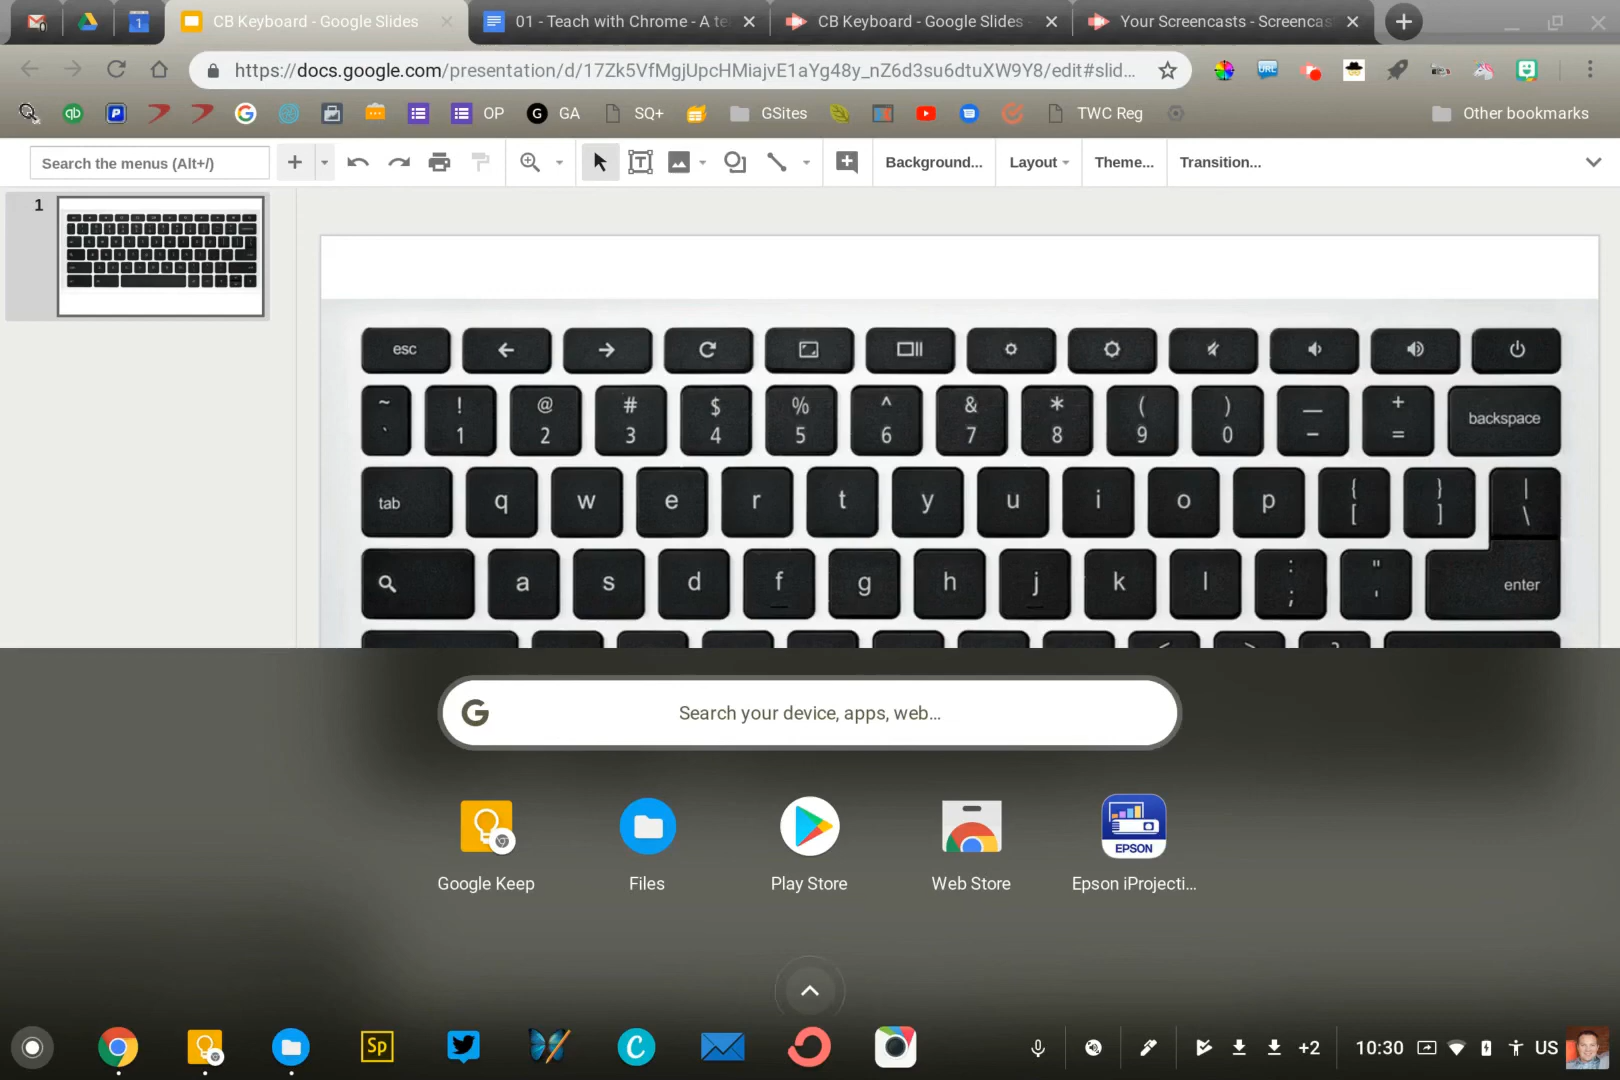 CB Keyboard - Google Slides
01 - Teach with Chrome - A te
CB Keyboard - Google Slides -
Your Screencasts - Screencas
https://docs.google.com/presentation/d/17Zk5VfMgjUpcHMiajvE1aYg48y_nZ6d3su6dtuXW9Y8/edit#slid...
URL
qb
P
G
OP
G
GA
SQ+
GSites
TWC Reg
Other bookmarks
Search the menus (Alt+/)
Background...
Layout
Theme...
Transition...
1
esc
~ ! @ # $ % ^ & * ( ) — +
` 1 2 3 4 5 6 7 8 9 0 - = backspace
tab q w e r t y u i o p { [ } ] | \
a s d f g h j k l : ; " ' enter
< > ?
G Search your device, apps, web...
EPSON
Google Keep
Files
Play Store
Web Store
Epson iProjecti...
Sp
C
+2
10:30
US